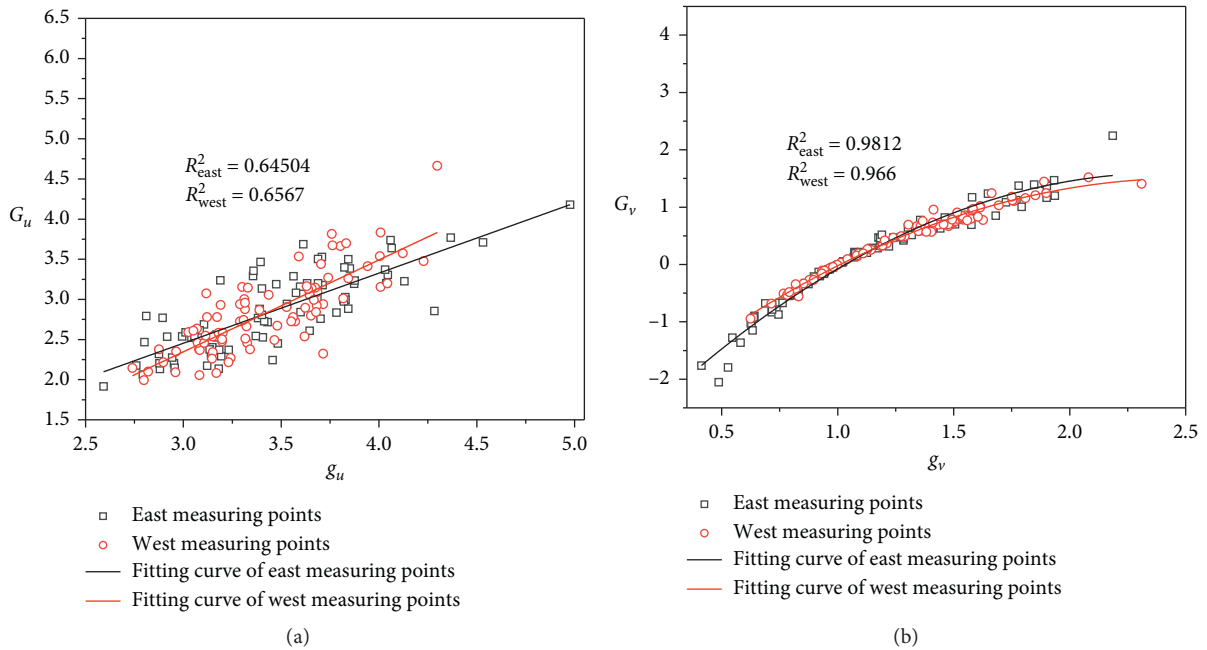 6.5
6.0
5.5
5.0
4.5
4.0
3.5
3.0
2.5
2.0
1.5
G_u
R²_east = 0.64504
R²_west = 0.6567
2.5 3.0 3.5 4.0 4.5 5.0
g_u
East measuring points
West measuring points
Fitting curve of east measuring points
Fitting curve of west measuring points
(a)
4
3
2
1
0
−1
−2
G_v
R²_east = 0.9812
R²_west = 0.966
0.5 1.0 1.5 2.0 2.5
g_v
East measuring points
West measuring points
Fitting curve of east measuring points
Fitting curve of west measuring points
(b)